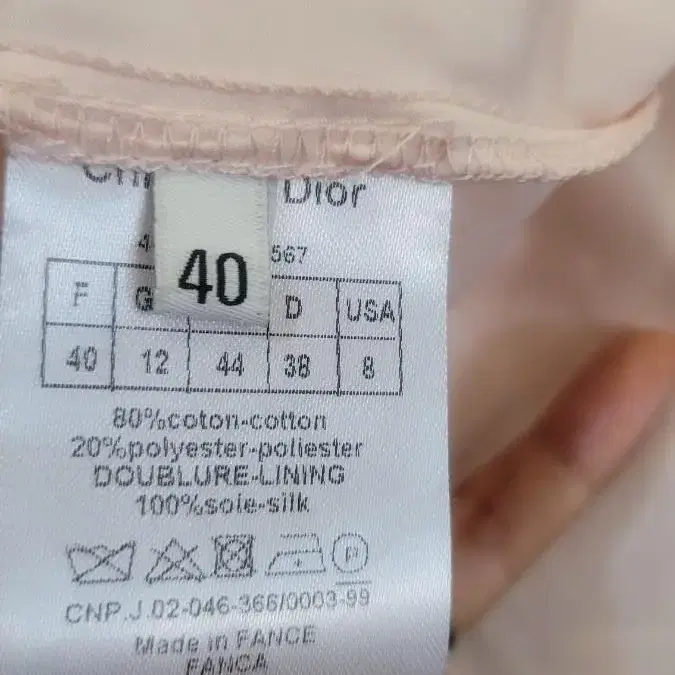 Dior
567
40
F G D USA
40 12 44 38 8
80%coton-cotton
20%polyester-poliester
DOUBLURE-LINING
100%soie-silk
P
CNP.J.02-046-366/0003-99
Made in FANCE
FANCA